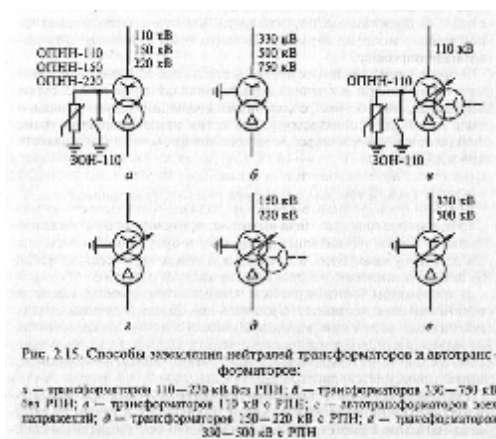 110 кВ
ОПНН-110 150 кВ
ОПНН-150 220 кВ
ОПНН-220
ЗОН-110
а
330 кВ
500 кВ
750 кВ
б
110 кВ
ОПНН
ЗОН-110
в
150 кВ
220 кВ
330 кВ
500 кВ
е
Рис. 2.15. Способы заземления нейтралей трансформаторов и автотранс-
форматоров:
а — трансформаторов 110—220 кВ без РПН; б — трансформаторов 330—750 кВ
без РПН; в — трансформаторов 110 кВ с РПН; г — автотрансформаторов всех
напряжений; д — трансформаторов 150—220 кВ с РПН; е — трансформаторов
330—500 кВ с РПН